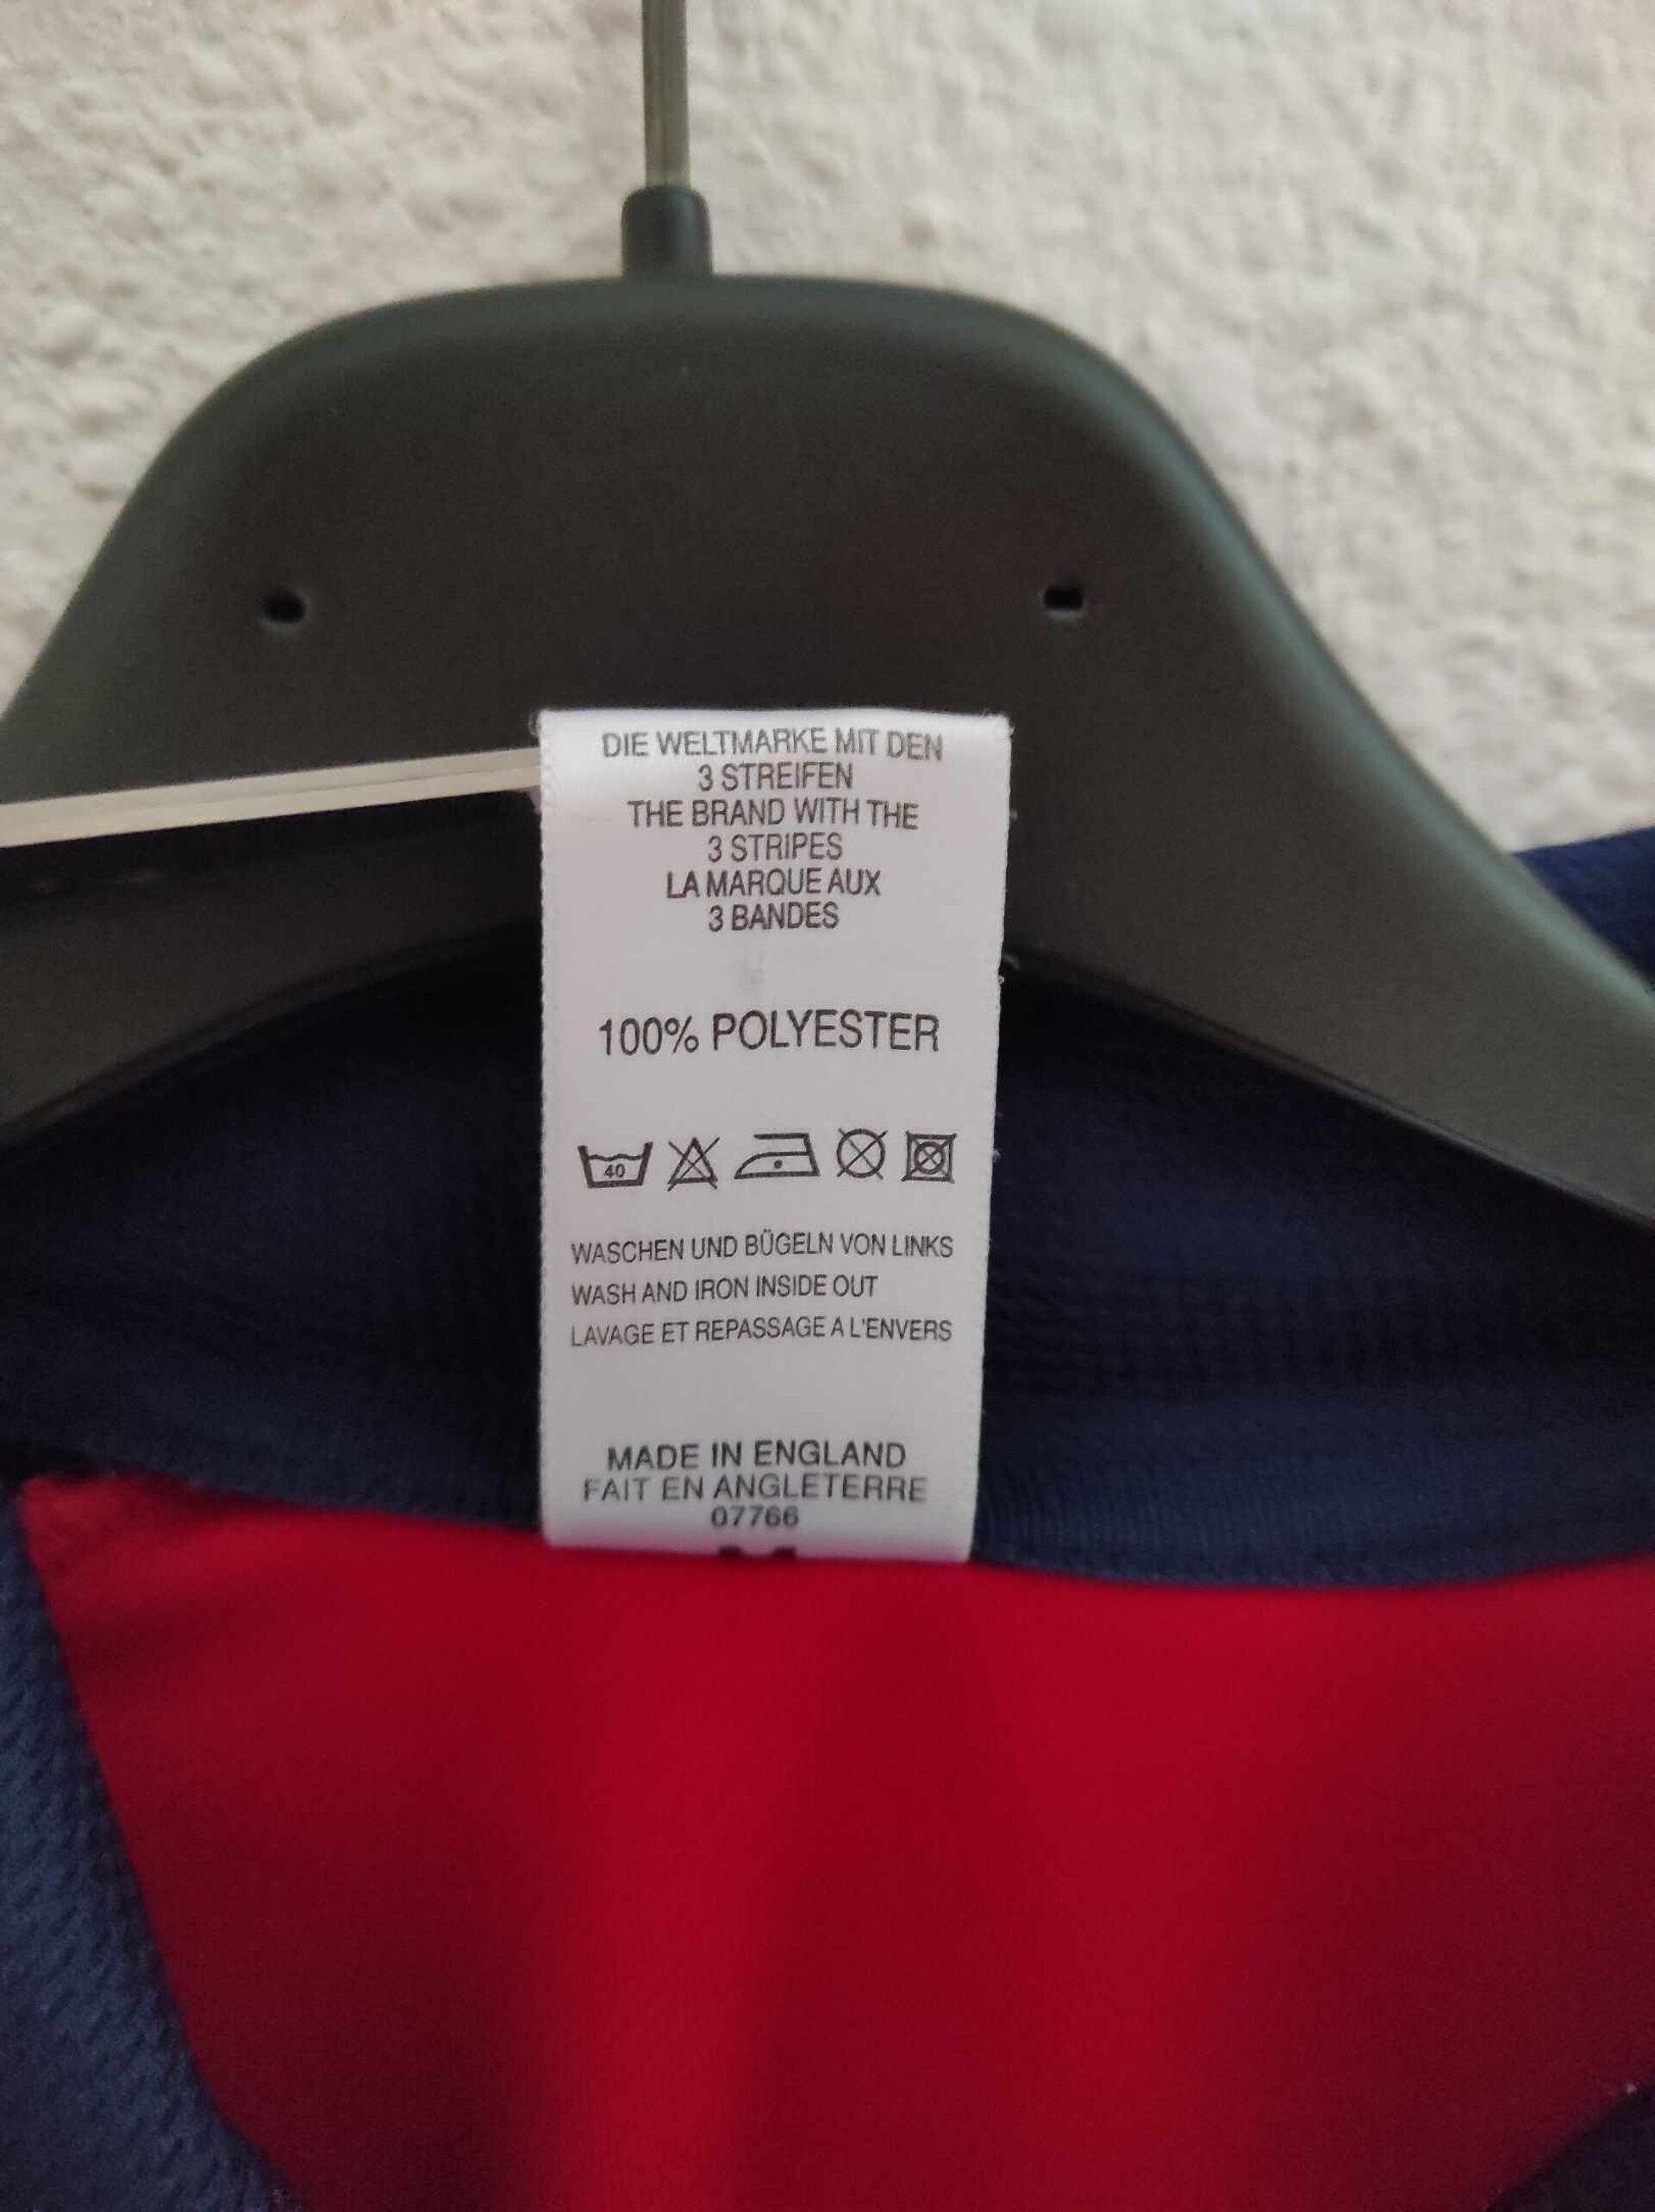 DIE WELTMARKE MIT DEN
3 STREIFEN
THE BRAND WITH THE
3 STRIPES
LA MARQUE AUX
3 BANDES
100% POLYESTER
40
WASCHEN UND BÜGELN VON LINKS
WASH AND IRON INSIDE OUT
LAVAGE ET REPASSAGE A L'ENVERS
MADE IN ENGLAND
FAIT EN ANGLETERRE
07766